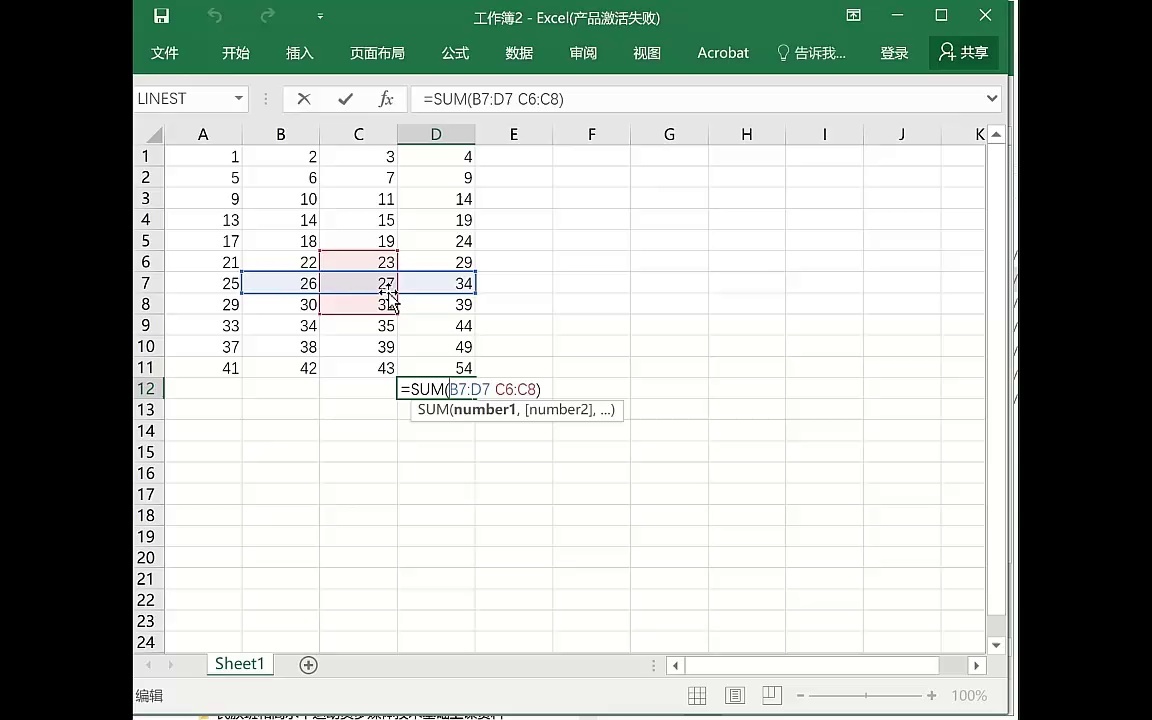 工作簿2 - Excel(产品激活失败)
文件 开始 插入 页面布局 公式 数据 审阅 视图 Acrobat 告诉我... 登录 共享
LINEST fx =SUM(B7:D7 C6:C8)
A B C D E F G H I J K
1 1 2 3 4
2 5 6 7 9
3 9 10 11 14
4 13 14 15 19
5 17 18 19 24
6 21 22 23 29
7 25 26 27 34
8 29 30 31 39
9 33 34 35 44
10 37 38 39 49
11 41 42 43 54
12 =SUM(B7:D7 C6:C8)
13 SUM(number1, [number2], ...)
14
15
16
17
18
19
20
21
22
23
24
Sheet1
编辑 100%